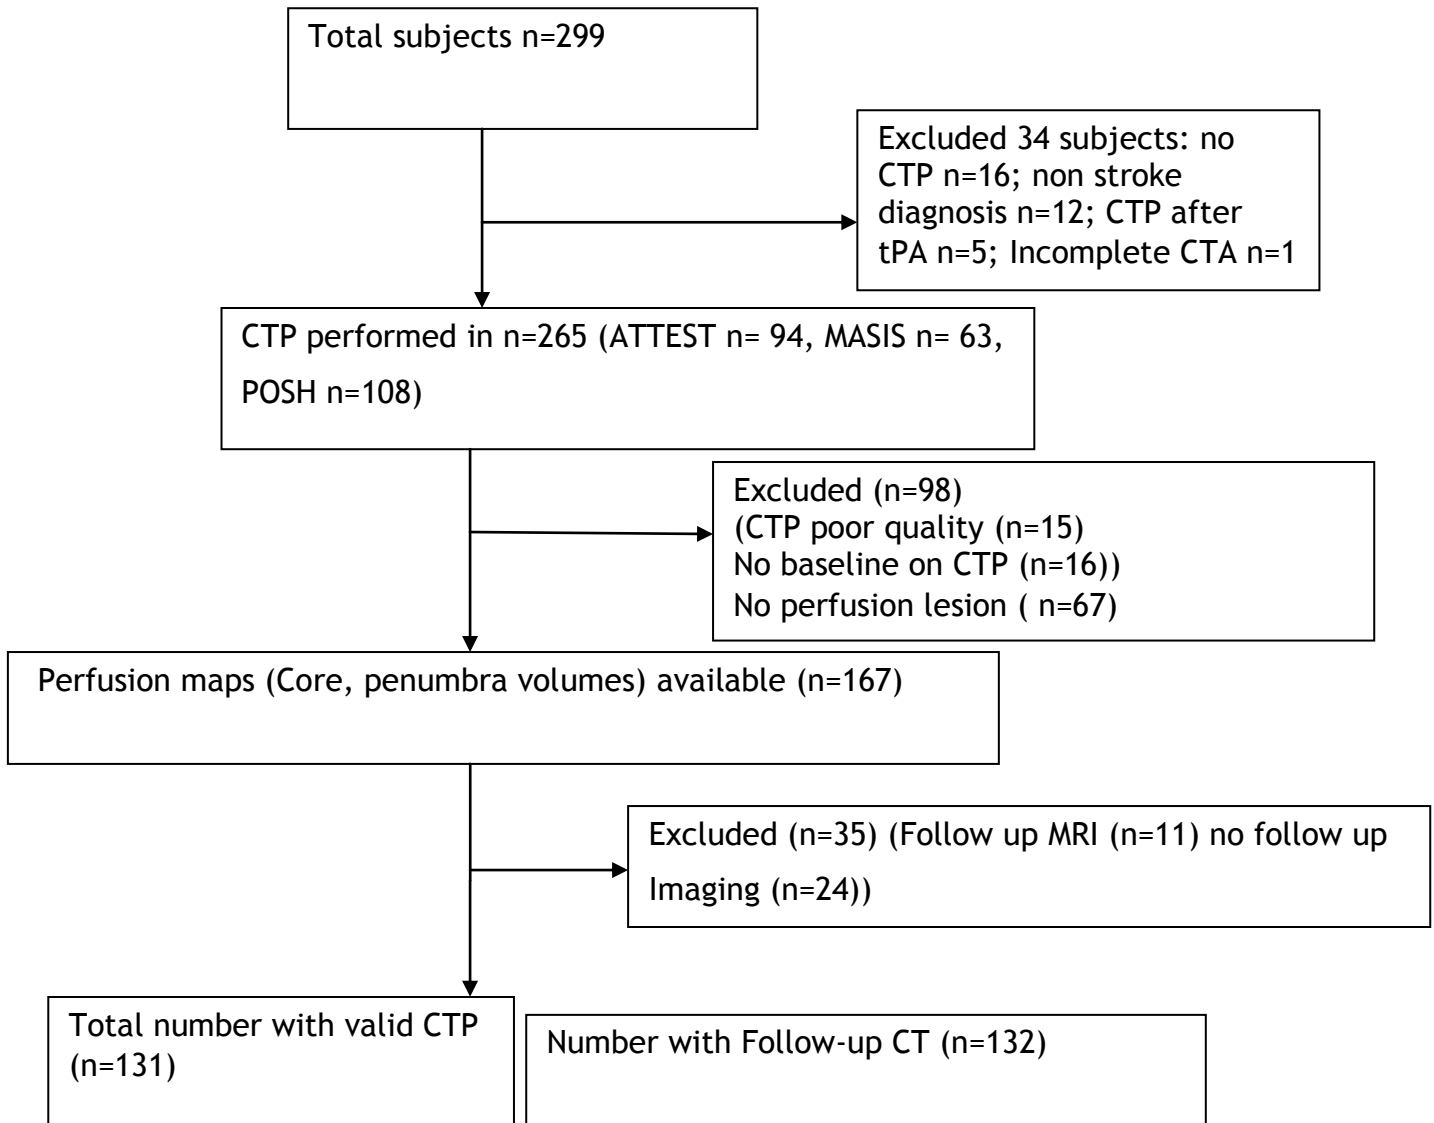 Total subjects n=299
Excluded 34 subjects: no
CTP n=16; non stroke
diagnosis n=12; CTP after
tPA n=5; Incomplete CTA n=1
CTP performed in n=265 (ATTEST n= 94, MASIS n= 63,
POSH n=108)
Excluded (n=98)
(CTP poor quality (n=15)
No baseline on CTP (n=16))
No perfusion lesion ( n=67)
Perfusion maps (Core, penumbra volumes) available (n=167)
Excluded (n=35) (Follow up MRI (n=11) no follow up
Imaging (n=24))
Total number with valid CTP
(n=131)
Number with Follow-up CT (n=132)